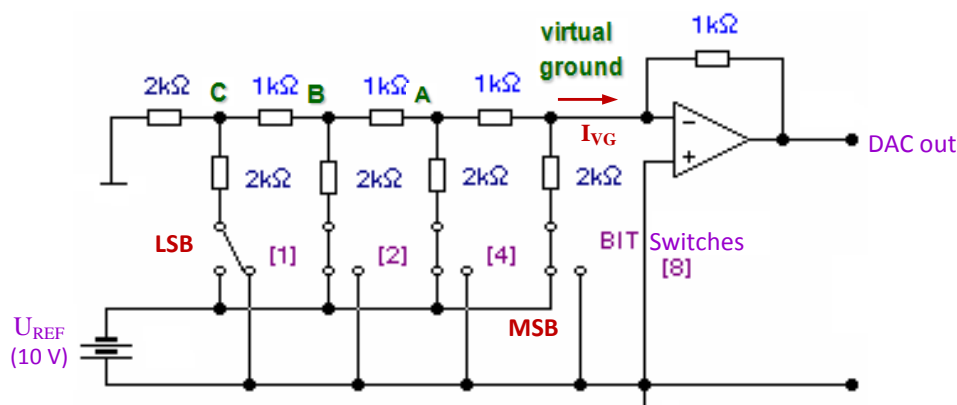 virtual
ground
1kΩ
2kΩ
C
1kΩ
B
1kΩ
A
1kΩ
I_VG
−
+
DAC out
2kΩ
2kΩ
2kΩ
2kΩ
LSB
[1]
[2]
[4]
BIT Switches
[8]
MSB
U_REF
(10 V)